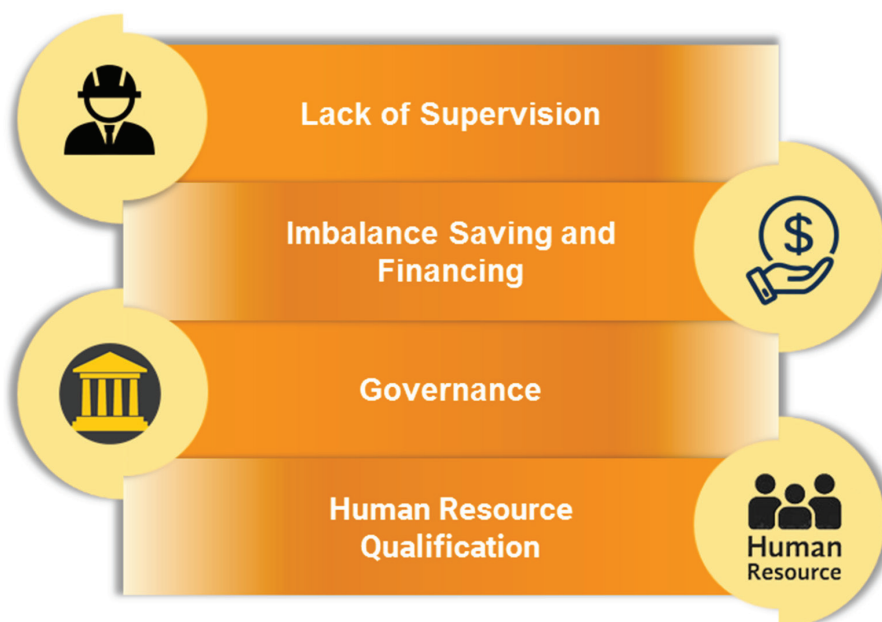 Lack of Supervision
Imbalance Saving and
Financing
$
Governance
Human Resource
Qualification
Human
Resource